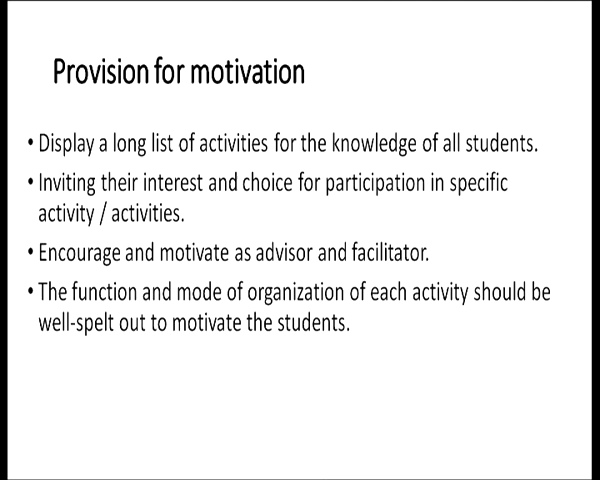 Provision for motivation
• Display a long list of activities for the knowledge of all students.
• Inviting their interest and choice for participation in specific
activity / activities.
• Encourage and motivate as advisor and facilitator.
• The function and mode of organization of each activity should be
well-spelt out to motivate the students.